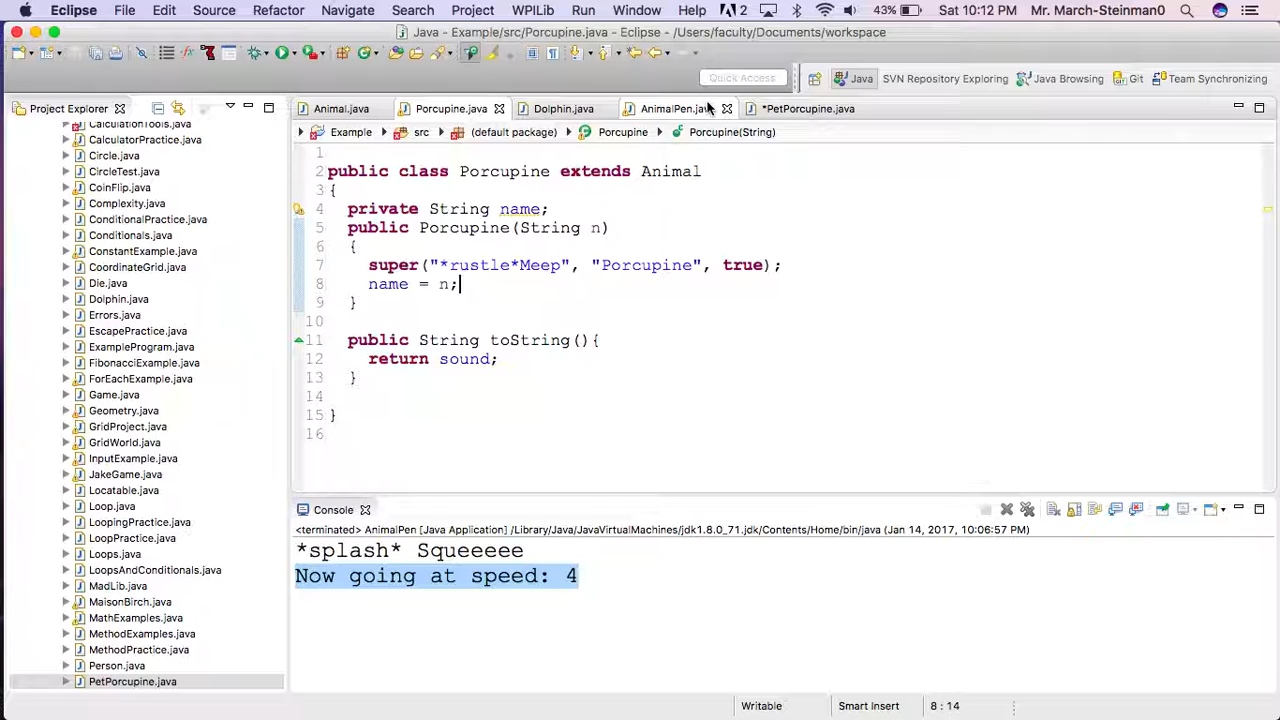 Eclipse File Edit Source Refactor Navigate Search Project WPILib Run Window Help 2 43% Sat 10:12 PM Mr. March-Steinman0
Java - Example/src/Porcupine.java - Eclipse - /Users/faculty/Documents/workspace
Quick Access Java SVN Repository Exploring Java Browsing Git Team Synchronizing
Project Explorer
CalculationTools.java
CalculatorPractice.java
Circle.java
CircleTest.java
CoinFlip.java
Complexity.java
ConditionalPractice.java
Conditionals.java
ConstantExample.java
CoordinateGrid.java
Die.java
Dolphin.java
Errors.java
EscapePractice.java
ExampleProgram.java
FibonacciExample.java
ForEachExample.java
Game.java
Geometry.java
GridProject.java
GridWorld.java
InputExample.java
JakeGame.java
Locatable.java
Loop.java
LoopingPractice.java
LoopPractice.java
Loops.java
LoopsAndConditionals.java
MadLib.java
MaisonBirch.java
MathExamples.java
MethodExamples.java
MethodPractice.java
Person.java
PetPorcupine.java
Animal.java Porcupine.java Dolphin.java AnimalPen.java *PetPorcupine.java
Example src (default package) Porcupine Porcupine(String)
1
2 public class Porcupine extends Animal
3 {
4 private String name;
5 public Porcupine(String n)
6 {
7 super("*rustle*Meep", "Porcupine", true);
8 name = n;
9 }
10
11 public String toString(){
12 return sound;
13 }
14
15 }
16
Console
<terminated> AnimalPen [Java Application] /Library/Java/JavaVirtualMachines/jdk1.8.0_71.jdk/Contents/Home/bin/java (Jan 14, 2017, 10:06:57 PM)
*splash* Squeeeee
Now going at speed: 4
Writable Smart Insert 8 : 14